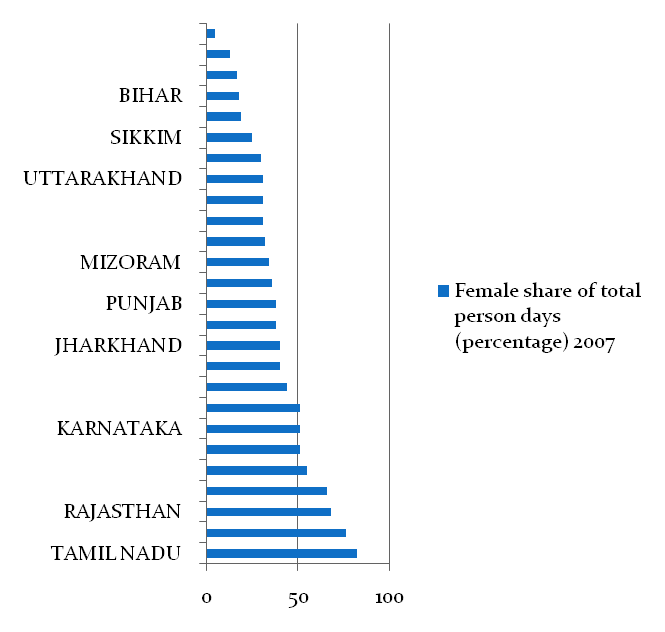 BIHAR
SIKKIM
UTTARAKHAND
MIZORAM
PUNJAB
JHARKHAND
KARNATAKA
RAJASTHAN
TAMIL NADU
0 50 100
Female share of total
person days
(percentage) 2007